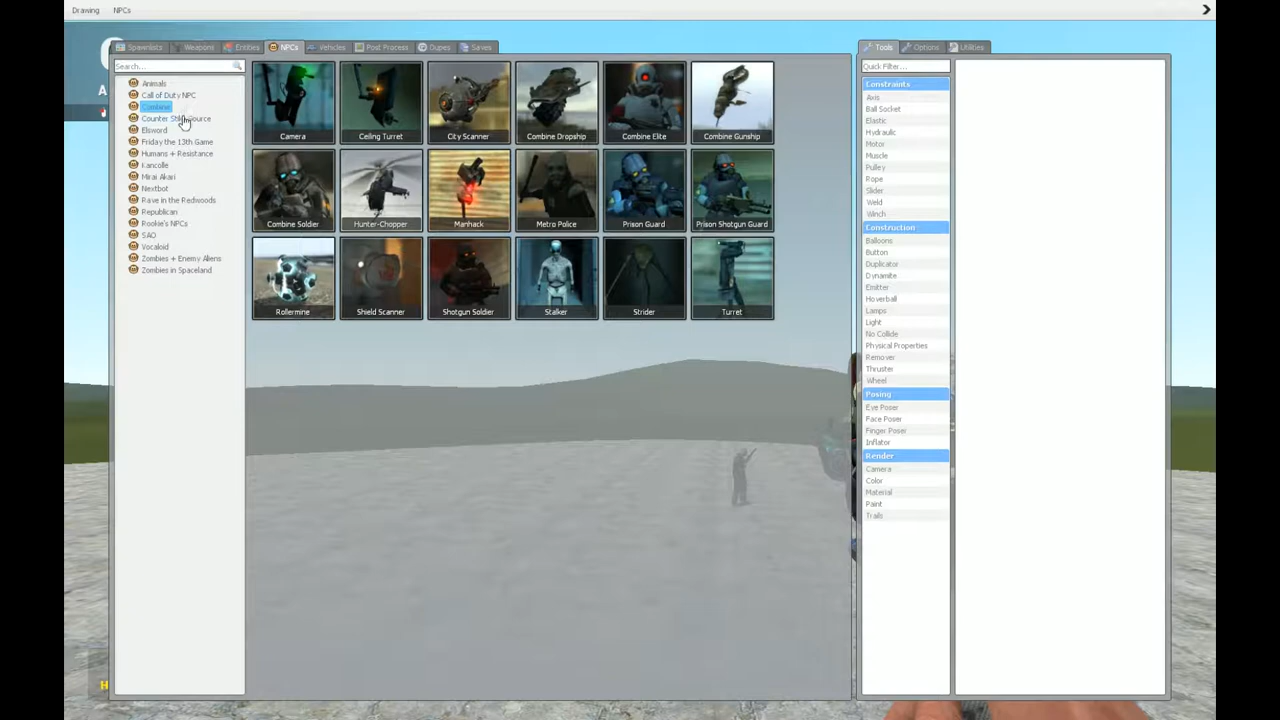 Drawing NPCs
Spawnlists Weapons Entities NPCs Vehicles Post Process Dupes Saves
Search...
Animals
Call of Duty NPC
Combine
Counter Strike Source
Elsword
Friday the 13th Game
Humans + Resistance
Kancolle
Mirai Akari
Nextbot
Rave in the Redwoods
Republican
Rookie's NPCs
SAO
Vocaloid
Zombies + Enemy Aliens
Zombies in Spaceland
Camera Ceiling Turret City Scanner Combine Dropship Combine Elite Combine Gunship
Combine Soldier Hunter-Chopper Manhack Metro Police Prison Guard Prison Shotgun Guard
Rollermine Shield Scanner Shotgun Soldier Stalker Strider Turret
Tools Options Utilities
Quick Filter...
Constraints
Axis
Ball Socket
Elastic
Hydraulic
Motor
Muscle
Pulley
Rope
Slider
Weld
Winch
Construction
Balloons
Button
Duplicator
Dynamite
Emitter
Hoverball
Lamps
Light
No Collide
Physical Properties
Remover
Thruster
Wheel
Posing
Eye Poser
Face Poser
Finger Poser
Inflator
Render
Camera
Color
Material
Paint
Trails